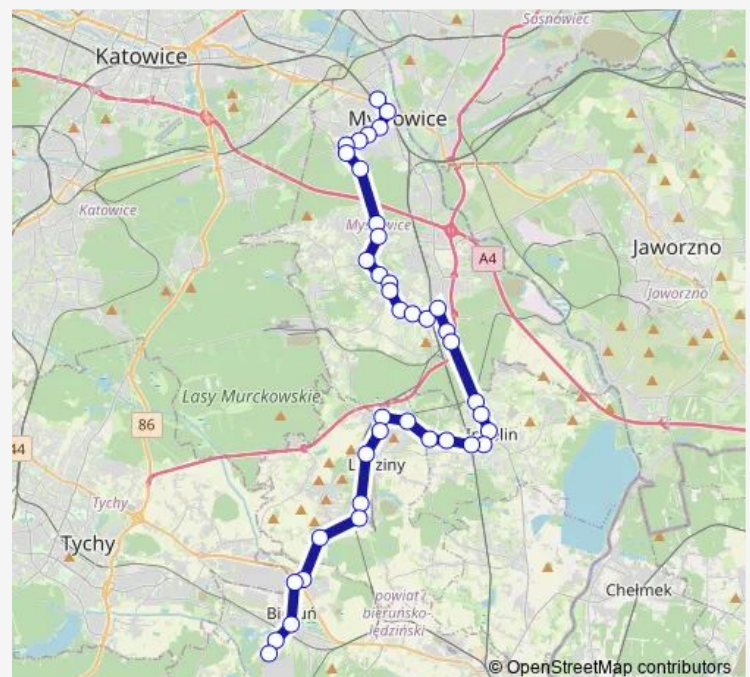 Sosnowiec
Katowice
Katowice
Mysłowice
Jaworzno
A4
Jaworzno
Lasy Murckowskie
86
44
Tychy
Tychy
Chełmek
powiat
bieruńsko-
lędziński
© OpenStreetMap contributors